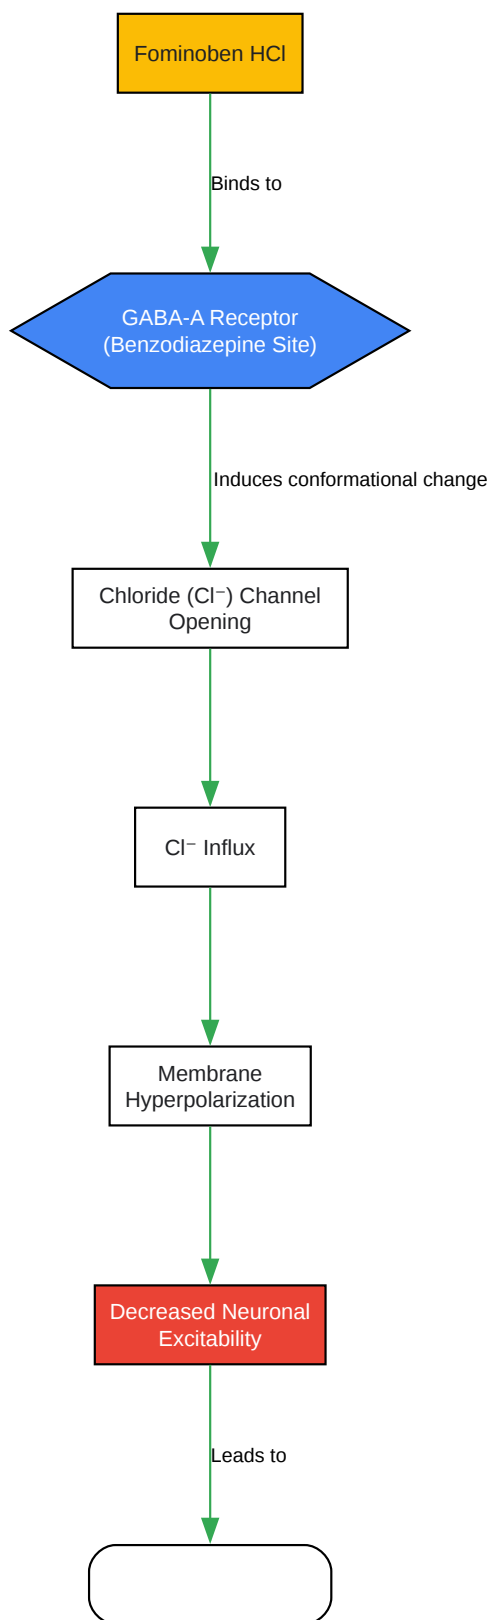 Fominoben HCl
Binds to
GABA-A Receptor
(Benzodiazepine Site)
Induces conformational change
Chloride (Cl⁻) Channel
Opening
Cl⁻ Influx
Membrane
Hyperpolarization
Decreased Neuronal
Excitability
Leads to